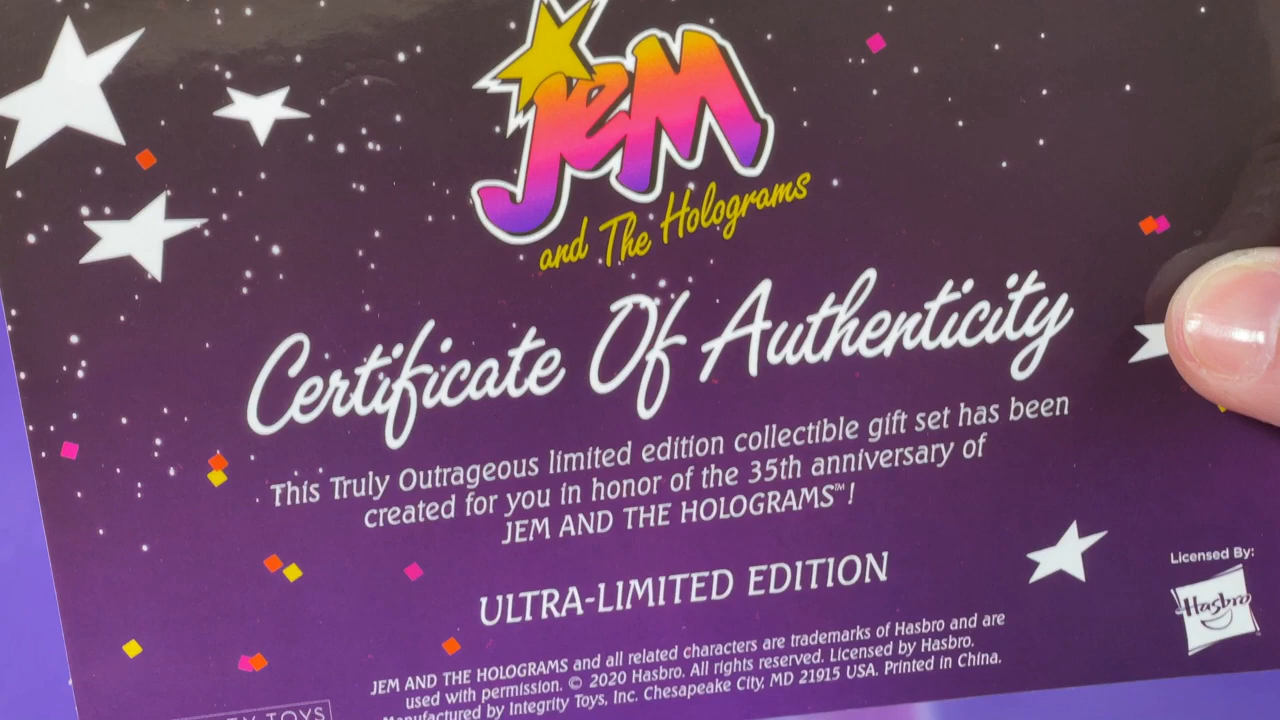 jem
and The Holograms
Certificate Of Authenticity
This Truly Outrageous limited edition collectible gift set has been
created for you in honor of the 35th anniversary of
JEM AND THE HOLOGRAMS™!
ULTRA-LIMITED EDITION
Licensed By:
Hasbro
JEM AND THE HOLOGRAMS and all related characters are trademarks of Hasbro and are
used with permission. © 2020 Hasbro. All rights reserved. Licensed by Hasbro.
Manufactured by Integrity Toys, Inc. Chesapeake City, MD 21915 USA. Printed in China.
TOYS